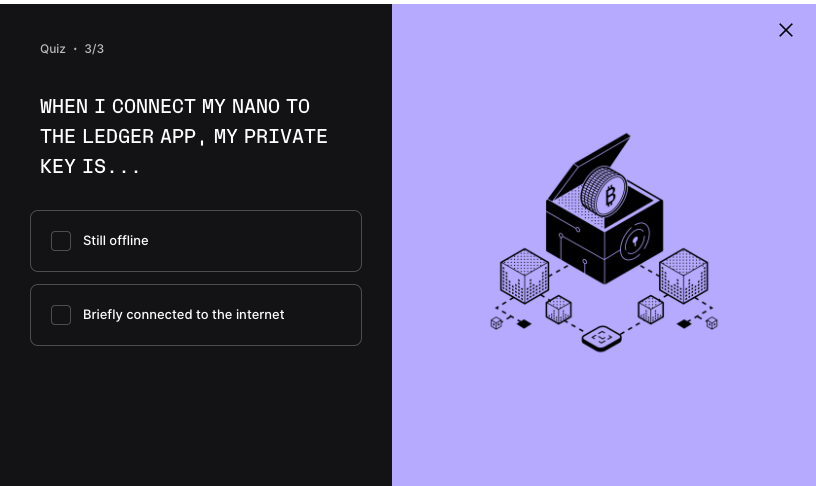 Quiz · 3/3
WHEN I CONNECT MY NANO TO
THE LEDGER APP, MY PRIVATE
KEY IS...
Still offline
Briefly connected to the internet